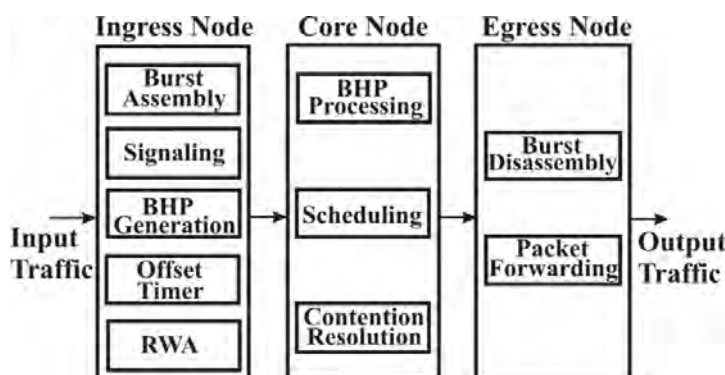 Ingress Node
Core Node
Egress Node
Burst
Assembly
Signaling
BHP
Generation
Offset
Timer
RWA
BHP
Processing
Scheduling
Contention
Resolution
Burst
Disassembly
Packet
Forwarding
Input
Traffic
Output
Traffic